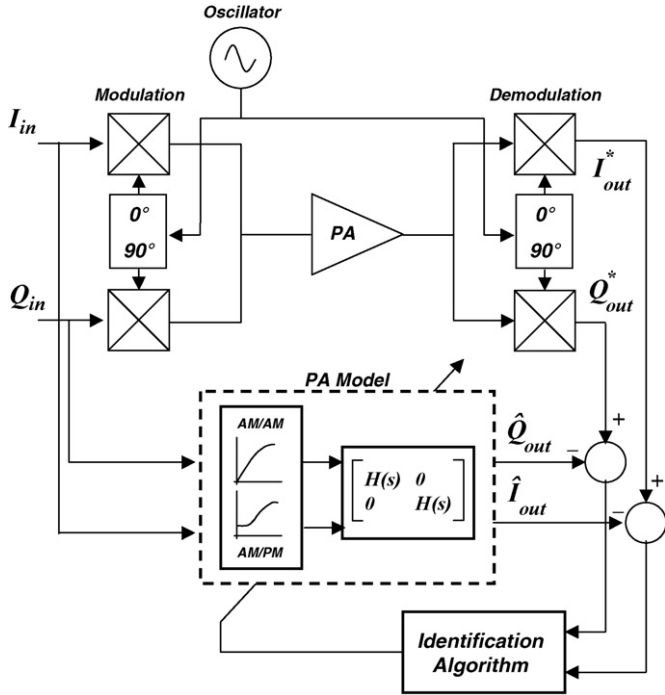 Oscillator
Modulation
Demodulation
I_in
I*_out
0°
90°
PA
0°
90°
Q_in
Q*_out
PA Model
AM/AM
AM/PM
H(s) 0
0 H(s)
Q̂_out
Î_out
+
−
+
−
Identification
Algorithm